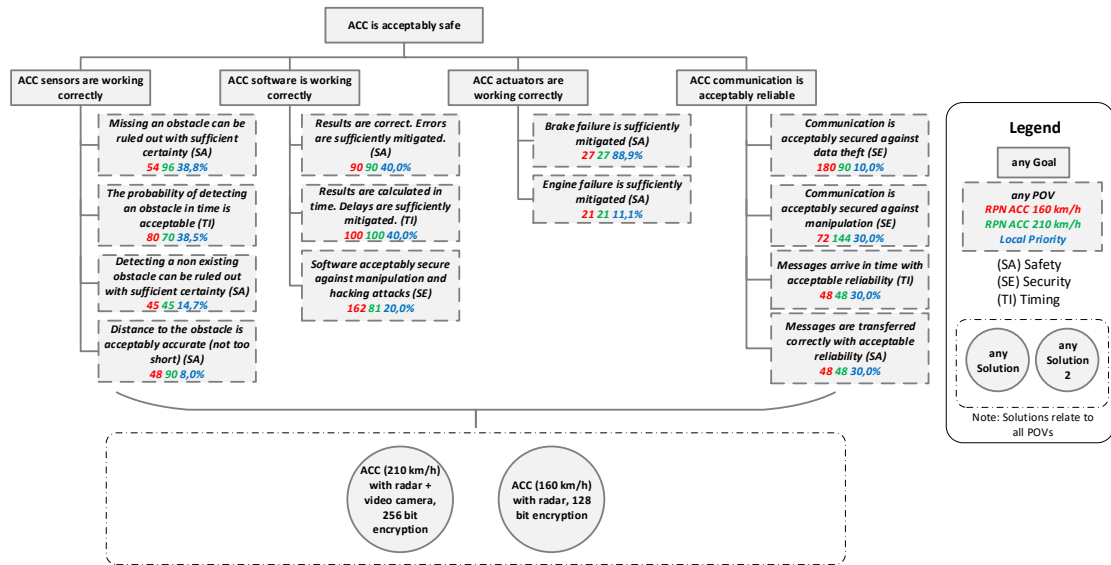 ACC is acceptably safe
ACC sensors are working
correctly
Missing an obstacle can be
ruled out with sufficient
certainty (SA)
54 96 38,8%
The probability of detecting
an obstacle in time is
acceptable (TI)
80 70 38,5%
Detecting a non existing
obstacle can be ruled out
with sufficient certainty (SA)
45 45 14,7%
Distance to the obstacle is
acceptably accurate (not too
short) (SA)
48 90 8,0%
ACC software is working
correctly
Results are correct. Errors
are sufficiently mitigated.
(SA)
90 90 40,0%
Results are calculated in
time. Delays are sufficiently
mitigated. (TI)
100 100 40,0%
Software acceptably secure
against manipulation and
hacking attacks (SE)
162 81 20,0%
ACC actuators are
working correctly
Brake failure is sufficiently
mitigated (SA)
27 27 88,9%
Engine failure is sufficiently
mitigated (SA)
21 21 11,1%
ACC communication is
acceptably reliable
Communication is
acceptably secured against
data theft (SE)
180 90 10,0%
Communication is
acceptably secured against
manipulation (SE)
72 144 30,0%
Messages arrive in time with
acceptable reliability (TI)
48 48 30,0%
Messages are transferred
correctly with acceptable
reliability (SA)
48 48 30,0%
ACC (210 km/h)
with radar +
video camera,
256 bit
encryption
ACC (160 km/h)
with radar, 128
bit encryption
Legend
any Goal
any POV
RPN ACC 160 km/h
RPN ACC 210 km/h
Local Priority
(SA) Safety
(SE) Security
(TI) Timing
any
Solution
any
Solution
2
Note: Solutions relate to
all POVs